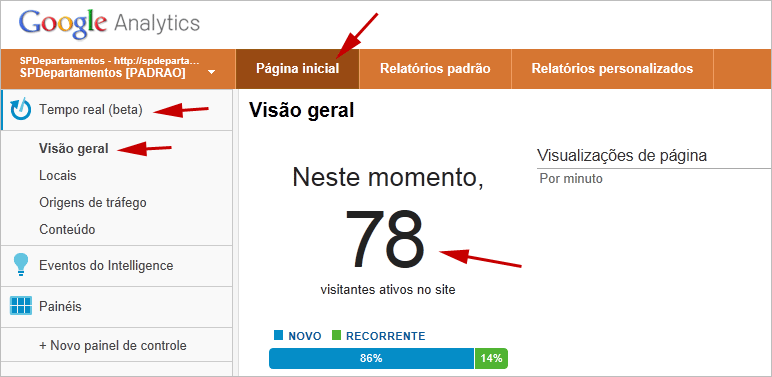 Google Analytics
SPDepartamentos - http://spdeparta...
SPDepartamentos [PADRAO]
Página inicial
Relatórios padrão
Relatórios personalizados
Tempo real (beta)
Visão geral
Locais
Origens de tráfego
Conteúdo
Eventos do Intelligence
Painéis
+ Novo painel de controle
Visão geral
Neste momento,
78
visitantes ativos no site
NOVO
RECORRENTE
86%
14%
Visualizações de página
Por minuto